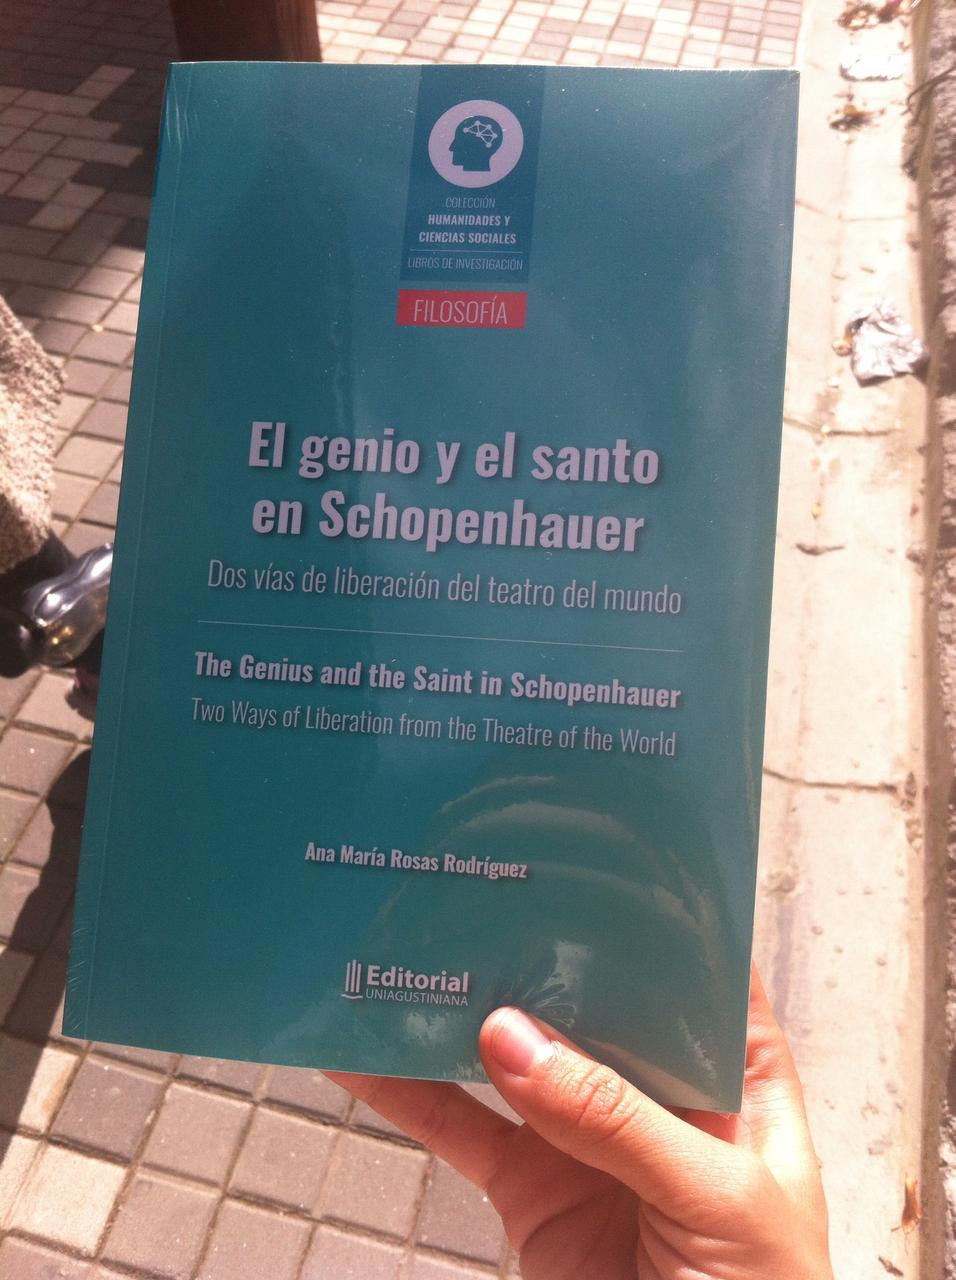 COLECCIÓN
HUMANIDADES Y
CIENCIAS SOCIALES
LIBROS DE INVESTIGACIÓN
FILOSOFÍA
El genio y el santo
en Schopenhauer
Dos vías de liberación del teatro del mundo
The Genius and the Saint in Schopenhauer
Two Ways of Liberation from the Theatre of the World
Ana María Rosas Rodríguez
Editorial
UNIAGUSTINIANA